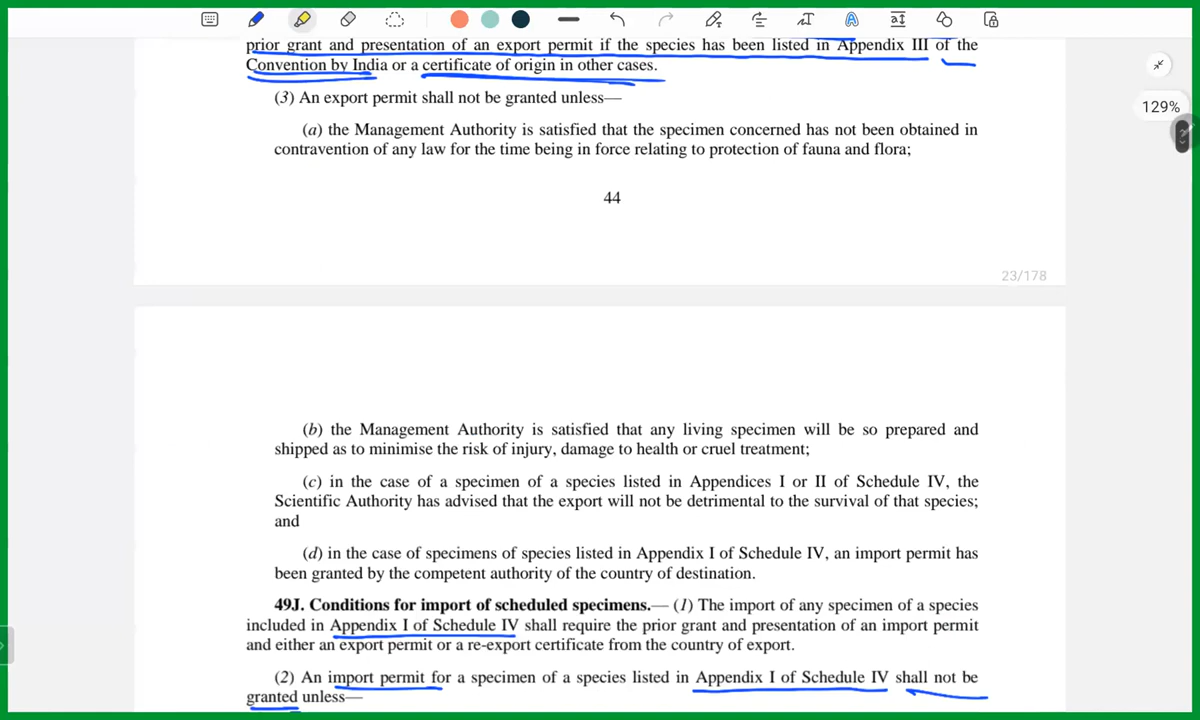 prior grant and presentation of an export permit if the species has been listed in Appendix III of the
Convention by India or a certificate of origin in other cases.
129%
(3) An export permit shall not be granted unless—
(a) the Management Authority is satisfied that the specimen concerned has not been obtained in
contravention of any law for the time being in force relating to protection of fauna and flora;
44
23/178
(b) the Management Authority is satisfied that any living specimen will be so prepared and
shipped as to minimise the risk of injury, damage to health or cruel treatment;
(c) in the case of a specimen of a species listed in Appendices I or II of Schedule IV, the
Scientific Authority has advised that the export will not be detrimental to the survival of that species;
and
(d) in the case of specimens of species listed in Appendix I of Schedule IV, an import permit has
been granted by the competent authority of the country of destination.
49J. Conditions for import of scheduled specimens.— (1) The import of any specimen of a species
included in Appendix I of Schedule IV shall require the prior grant and presentation of an import permit
and either an export permit or a re-export certificate from the country of export.
(2) An import permit for a specimen of a species listed in Appendix I of Schedule IV shall not be
granted unless—